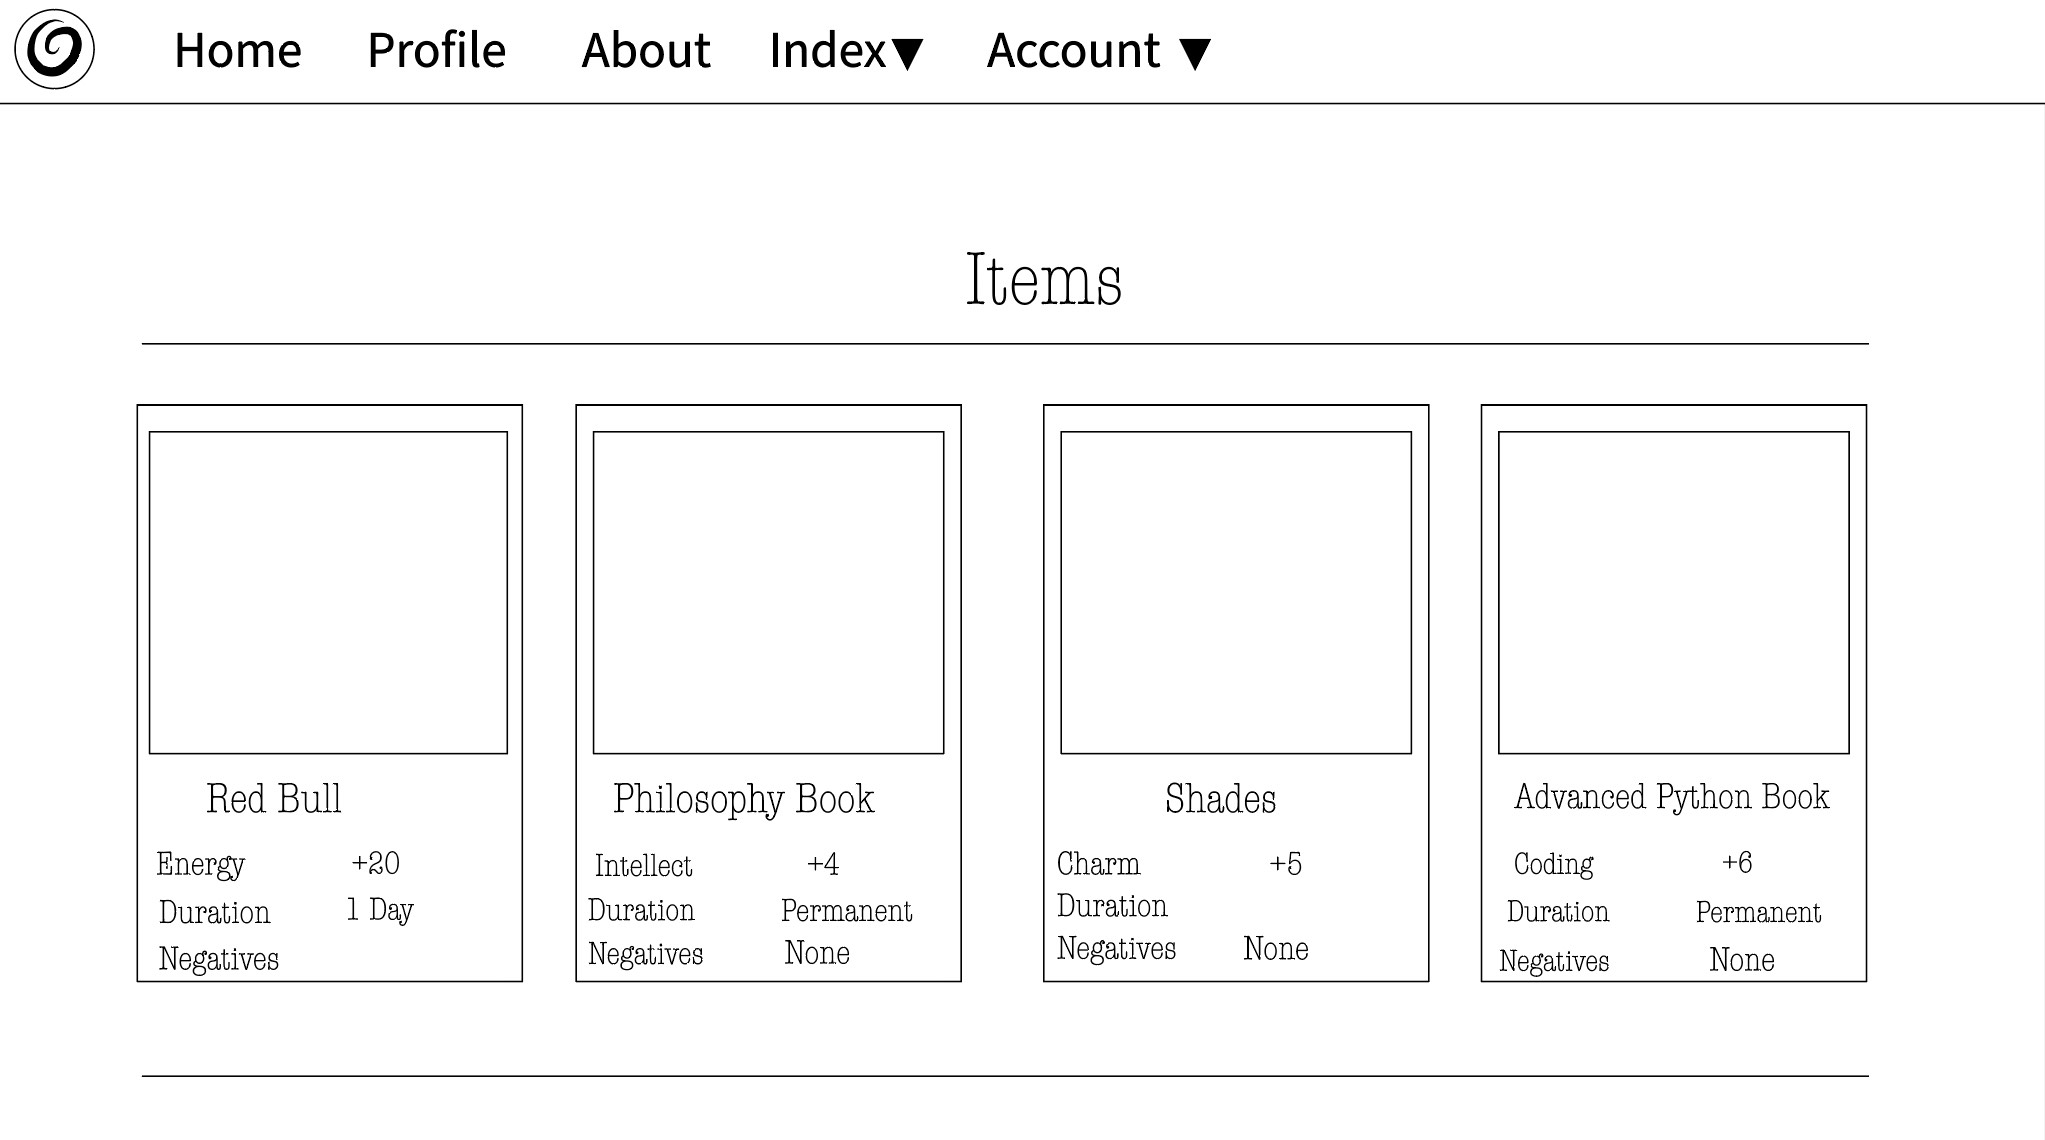 Home Profile About Index▼ Account ▼
Items
Red Bull
Energy +20
Duration 1 Day
Negatives
Philosophy Book
Intellect +4
Duration Permanent
Negatives None
Shades
Charm +5
Duration
Negatives None
Advanced Python Book
Coding +6
Duration Permanent
Negatives None